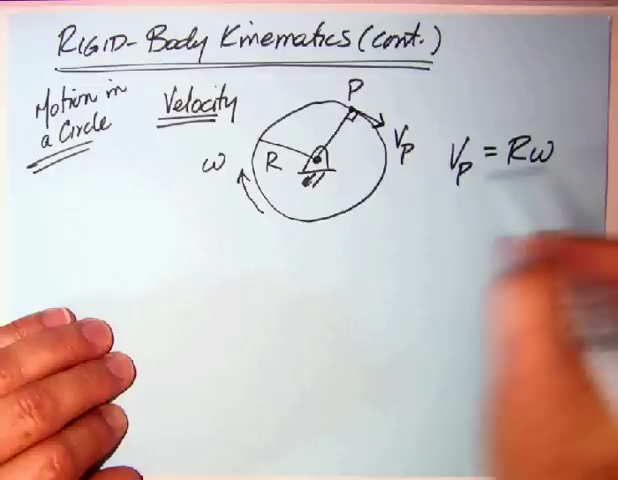 RIGID-Body Kinematics (cont.)
Motion in
a Circle
Velocity
P
Vp
ω
R
Vp = Rω